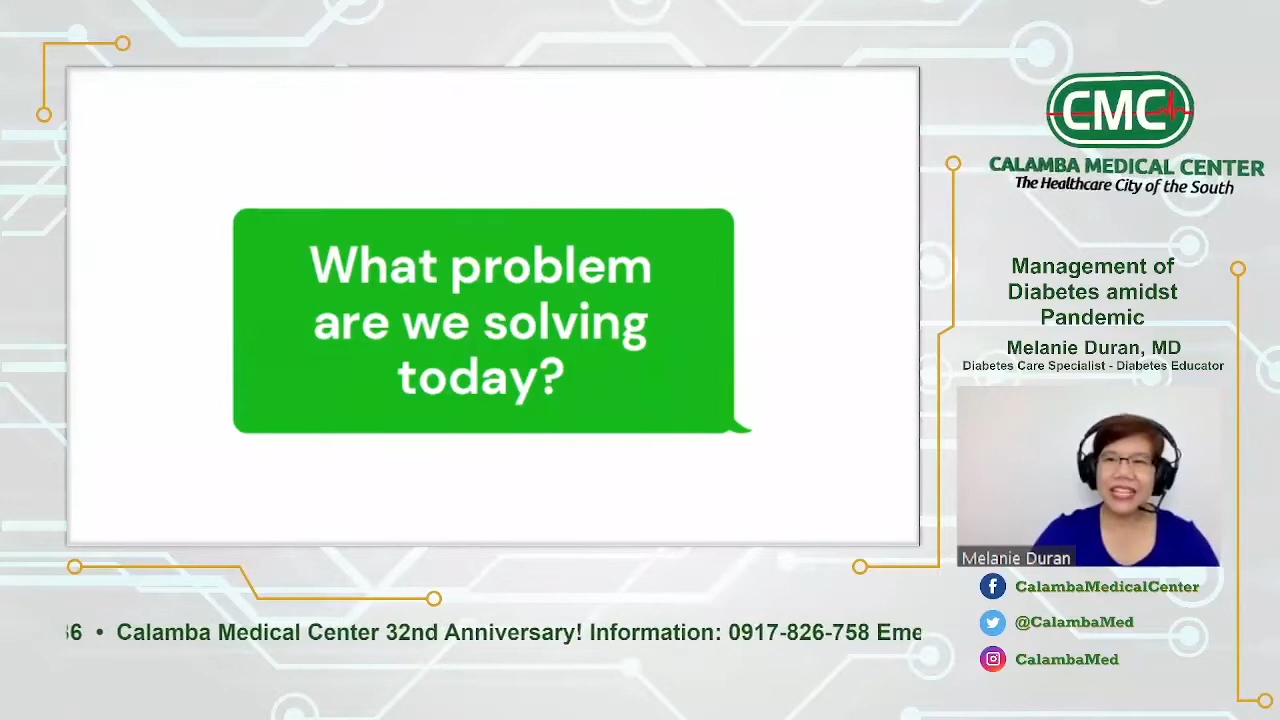 What problem
are we solving
today?
CMC
CALAMBA MEDICAL CENTER
The Healthcare City of the South
Management of
Diabetes amidst
Pandemic
Melanie Duran, MD
Diabetes Care Specialist - Diabetes Educator
Melanie Duran
CalambaMedicalCenter
@CalambaMed
CalambaMed
36 • Calamba Medical Center 32nd Anniversary! Information: 0917-826-758 Eme